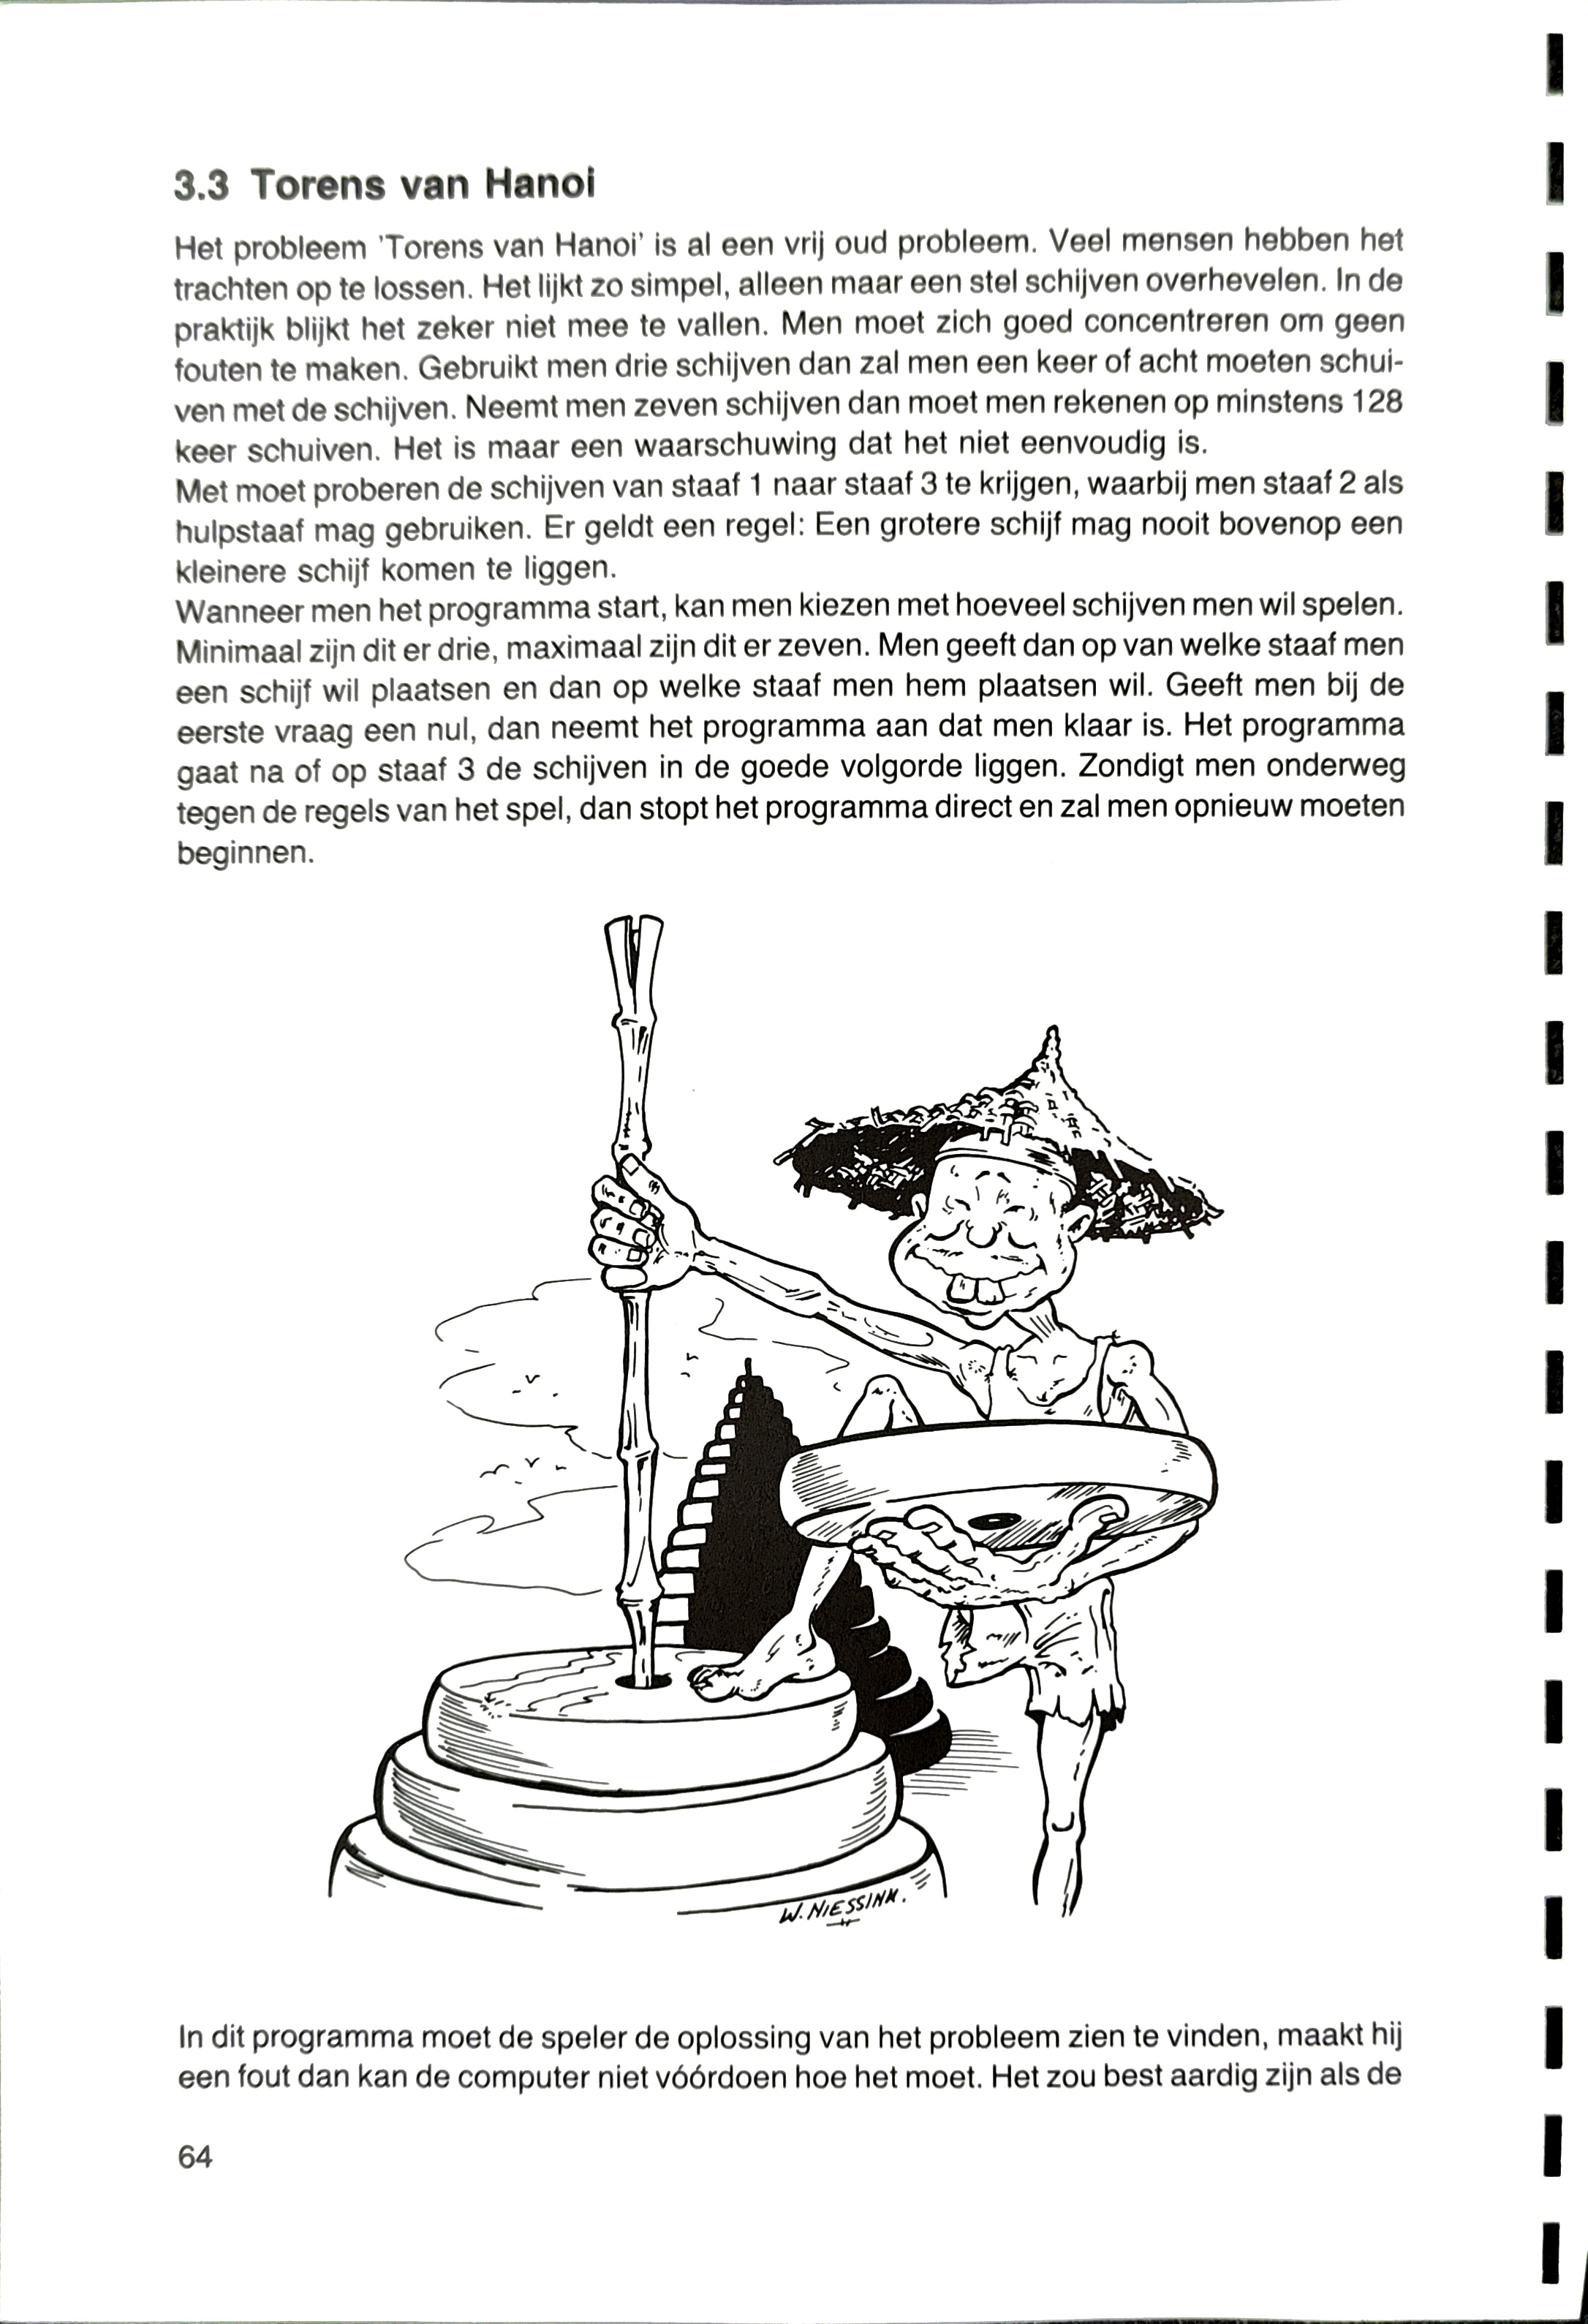 3.3 Torens van Hanoi
Het probleem 'Torens van Hanoi' is al een vrij oud probleem. Veel mensen hebben het
trachten op te lossen. Het lijkt zo simpel, alleen maar een stel schijven overhevelen. In de
praktijk blijkt het zeker niet mee te vallen. Men moet zich goed concentreren om geen
fouten te maken. Gebruikt men drie schijven dan zal men een keer of acht moeten schui-
ven met de schijven. Neemt men zeven schijven dan moet men rekenen op minstens 128
keer schuiven. Het is maar een waarschuwing dat het niet eenvoudig is.
Met moet proberen de schijven van staaf 1 naar staaf 3 te krijgen, waarbij men staaf 2 als
hulpstaaf mag gebruiken. Er geldt een regel: Een grotere schijf mag nooit bovenop een
kleinere schijf komen te liggen.
Wanneer men het programma start, kan men kiezen met hoeveel schijven men wil spelen.
Minimaal zijn dit er drie, maximaal zijn dit er zeven. Men geeft dan op van welke staaf men
een schijf wil plaatsen en dan op welke staaf men hem plaatsen wil. Geeft men bij de
eerste vraag een nul, dan neemt het programma aan dat men klaar is. Het programma
gaat na of op staaf 3 de schijven in de goede volgorde liggen. Zondigt men onderweg
tegen de regels van het spel, dan stopt het programma direct en zal men opnieuw moeten
beginnen.
W. NIESSINK.
In dit programma moet de speler de oplossing van het probleem zien te vinden, maakt hij
een fout dan kan de computer niet vóórdoen hoe het moet. Het zou best aardig zijn als de
64